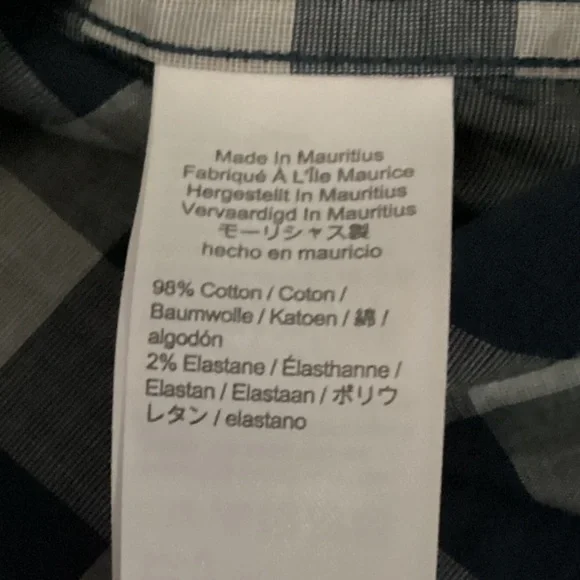 Made In Mauritius
Fabriqué À L'Île Maurice
Hergestellt In Mauritius
Vervaardigd In Mauritius
モーリシャス製
hecho en mauricio
98% Cotton / Coton /
Baumwolle / Katoen / 綿 /
algodón
2% Elastane / Élasthanne /
Elastan / Elastaan / ポリウ
レタン / elastano